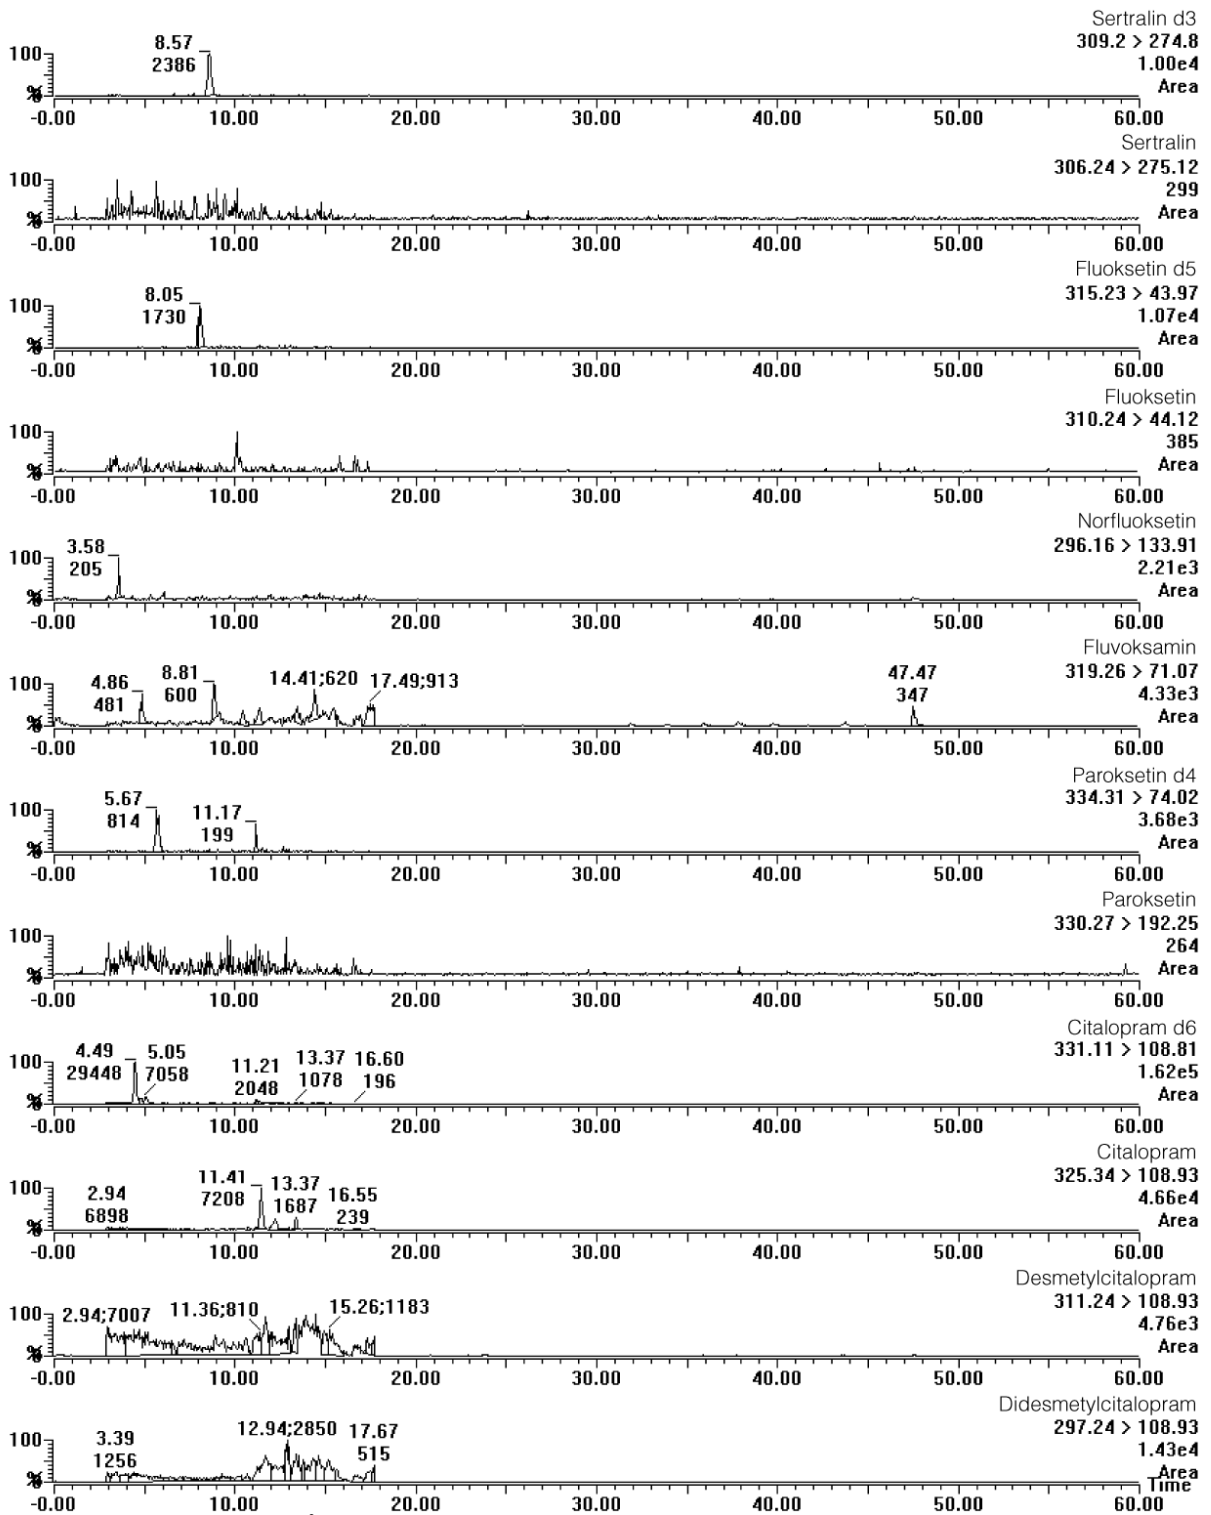 Sertralin d3
309.2 > 274.8
1.00e4
Area
8.57
2386
100
%
-0.00 10.00 20.00 30.00 40.00 50.00 60.00
Sertralin
306.24 > 275.12
299
Area
100
%
-0.00 10.00 20.00 30.00 40.00 50.00 60.00
Fluoksetin d5
315.23 > 43.97
1.07e4
Area
8.05
1730
100
%
-0.00 10.00 20.00 30.00 40.00 50.00 60.00
Fluoksetin
310.24 > 44.12
385
Area
100
%
-0.00 10.00 20.00 30.00 40.00 50.00 60.00
Norfluoksetin
296.16 > 133.91
2.21e3
Area
3.58
205
100
%
-0.00 10.00 20.00 30.00 40.00 50.00 60.00
Fluvoksamin
319.26 > 71.07
4.33e3
Area
4.86
481
8.81
600
14.41;620
17.49;913
47.47
347
100
%
-0.00 10.00 20.00 30.00 40.00 50.00 60.00
Paroksetin d4
334.31 > 74.02
3.68e3
Area
5.67
814
11.17
199
100
%
-0.00 10.00 20.00 30.00 40.00 50.00 60.00
Paroksetin
330.27 > 192.25
264
Area
100
%
-0.00 10.00 20.00 30.00 40.00 50.00 60.00
Citalopram d6
331.11 > 108.81
1.62e5
Area
4.49
29448
5.05
7058
11.21
2048
13.37
1078
16.60
196
100
%
-0.00 10.00 20.00 30.00 40.00 50.00 60.00
Citalopram
325.34 > 108.93
4.66e4
Area
2.94
6898
11.41
7208
13.37
1687
16.55
239
100
%
-0.00 10.00 20.00 30.00 40.00 50.00 60.00
Desmetylcitalopram
311.24 > 108.93
4.76e3
Area
2.94;7007
11.36;810
15.26;1183
100
%
-0.00 10.00 20.00 30.00 40.00 50.00 60.00
Didesmetylcitalopram
297.24 > 108.93
1.43e4
Area
3.39
1256
12.94;2850
17.67
515
100
%
Time
-0.00 10.00 20.00 30.00 40.00 50.00 60.00